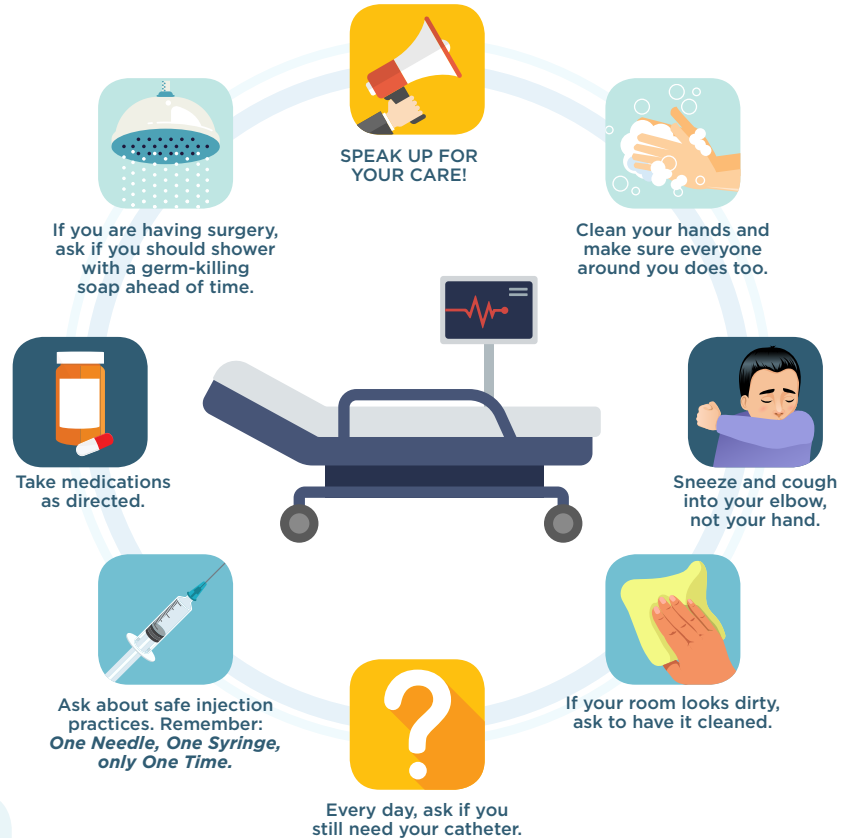 SPEAK UP FOR
YOUR CARE!
Clean your hands and
make sure everyone
around you does too.
Sneeze and cough
into your elbow,
not your hand.
If your room looks dirty,
ask to have it cleaned.
Every day, ask if you
still need your catheter.
Ask about safe injection
practices. Remember:
One Needle, One Syringe,
only One Time.
Take medications
as directed.
If you are having surgery,
ask if you should shower
with a germ-killing
soap ahead of time.